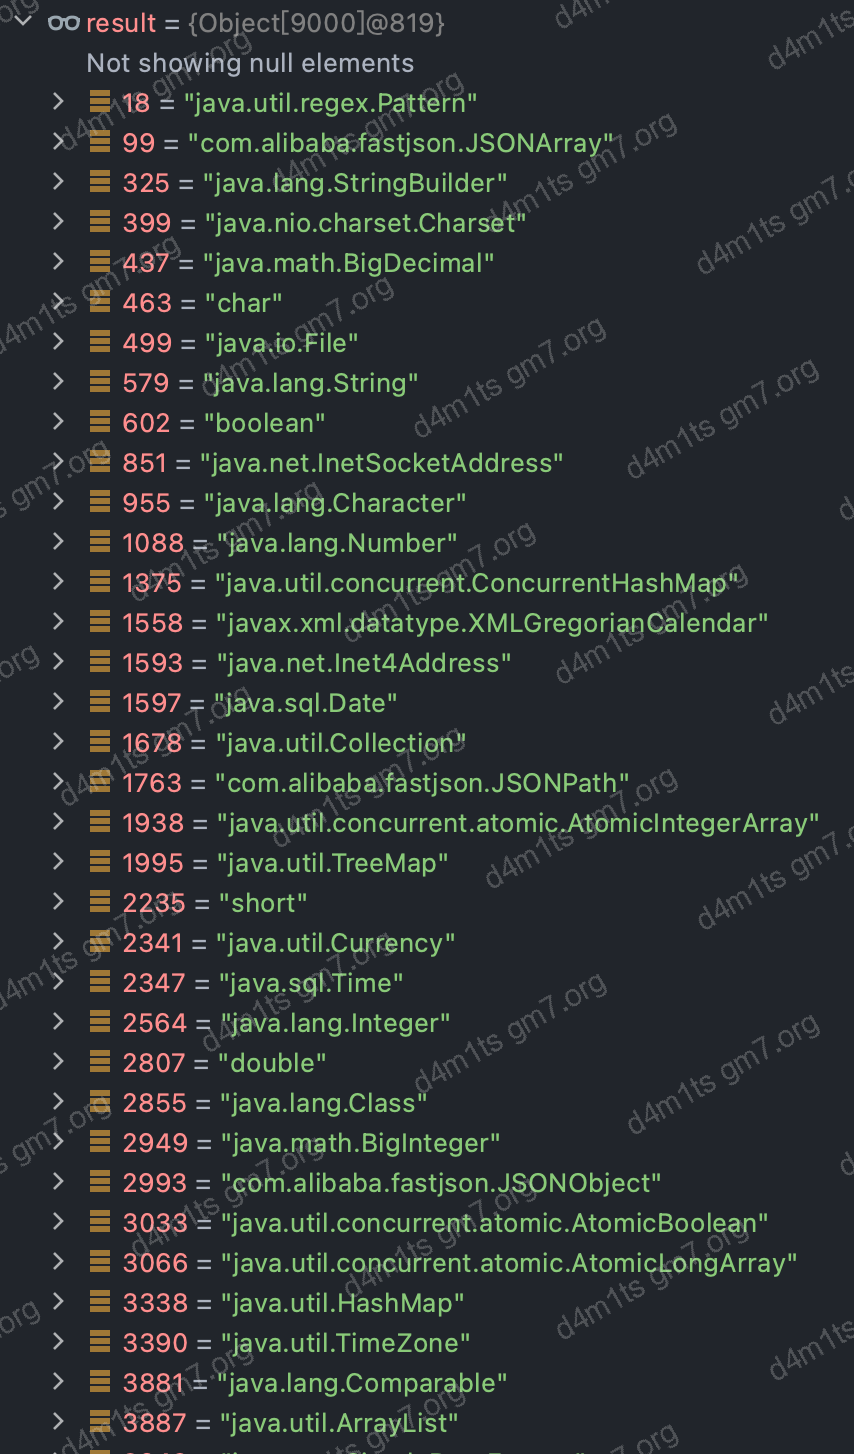 result = {Object[9000]@819}
Not showing null elements
18 = "java.util.regex.Pattern"
99 = "com.alibaba.fastjson.JSONArray"
325 = "java.lang.StringBuilder"
399 = "java.nio.charset.Charset"
437 = "java.math.BigDecimal"
463 = "char"
499 = "java.io.File"
579 = "java.lang.String"
602 = "boolean"
851 = "java.net.InetSocketAddress"
955 = "java.lang.Character"
1088 = "java.lang.Number"
1375 = "java.util.concurrent.ConcurrentHashMap"
1558 = "javax.xml.datatype.XMLGregorianCalendar"
1593 = "java.net.Inet4Address"
1597 = "java.sql.Date"
1678 = "java.util.Collection"
1763 = "com.alibaba.fastjson.JSONPath"
1938 = "java.util.concurrent.atomic.AtomicIntegerArray"
1995 = "java.util.TreeMap"
2235 = "short"
2341 = "java.util.Currency"
2347 = "java.sql.Time"
2564 = "java.lang.Integer"
2807 = "double"
2855 = "java.lang.Class"
2949 = "java.math.BigInteger"
2993 = "com.alibaba.fastjson.JSONObject"
3033 = "java.util.concurrent.atomic.AtomicBoolean"
3066 = "java.util.concurrent.atomic.AtomicLongArray"
3338 = "java.util.HashMap"
3390 = "java.util.TimeZone"
3881 = "java.lang.Comparable"
3887 = "java.util.ArrayList"
d4m1ts gm7.org